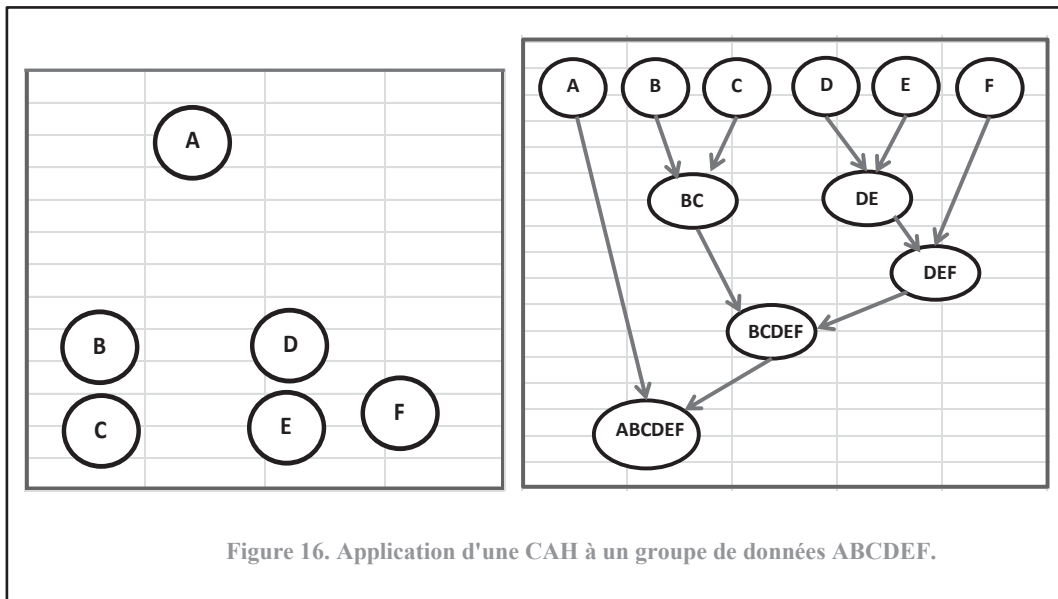 A
B
D
C
E
F
A B C D E F
BC DE
DEF
BCDEF
ABCDEF
Figure 16. Application d'une CAH à un groupe de données ABCDEF.